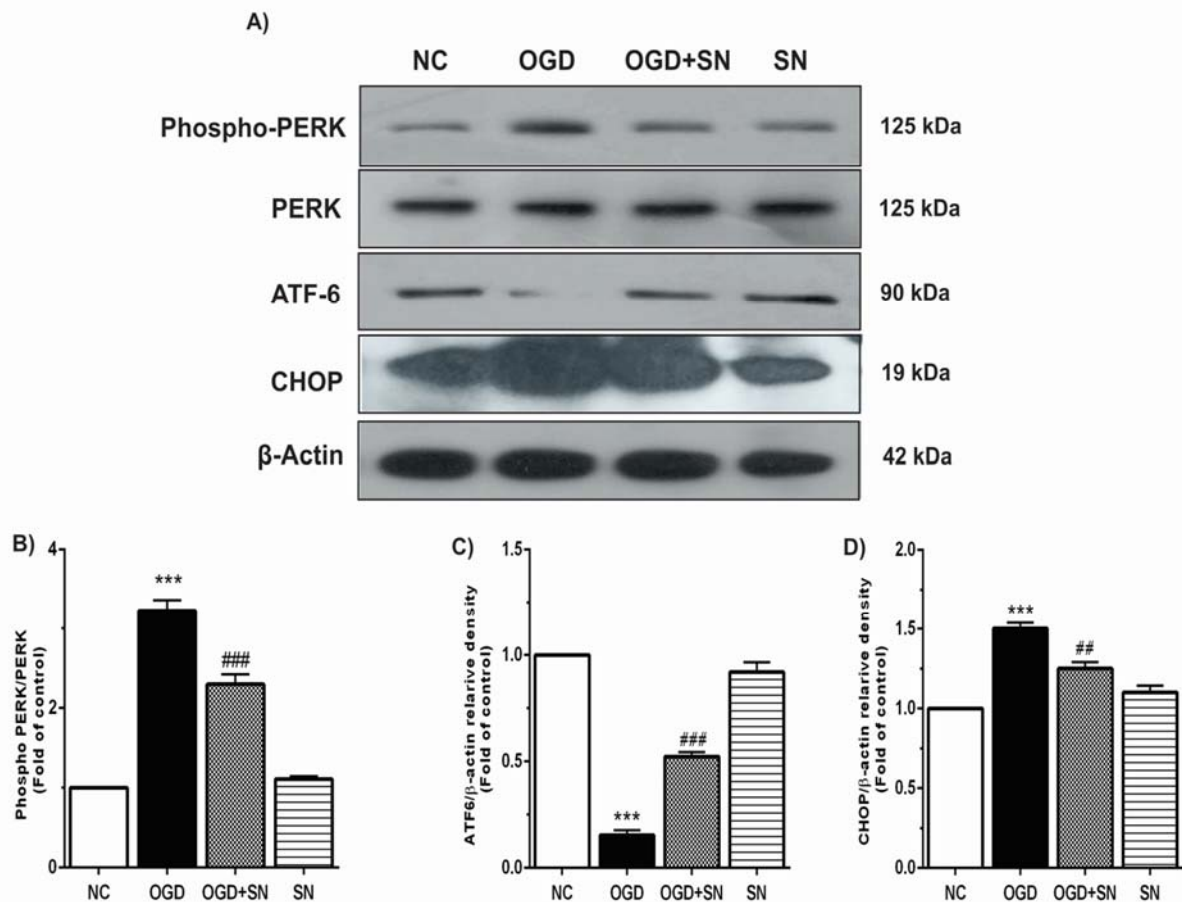 A)
NC OGD OGD+SN SN
Phospho-PERK 125 kDa
PERK 125 kDa
ATF-6 90 kDa
CHOP 19 kDa
β-Actin 42 kDa
B)
Phospho PERK/PERK
(Fold of control)
4
2
0
***
###
NC OGD OGD+SN SN
C)
ATF6/β-actin relarive density
(Fold of control)
1.5
1.0
0.5
0.0
***
###
NC OGD OGD+SN SN
D)
CHOP/β-actin relarive density
(Fold of control)
2.0
1.5
1.0
0.5
0.0
***
##
NC OGD OGD+SN SN